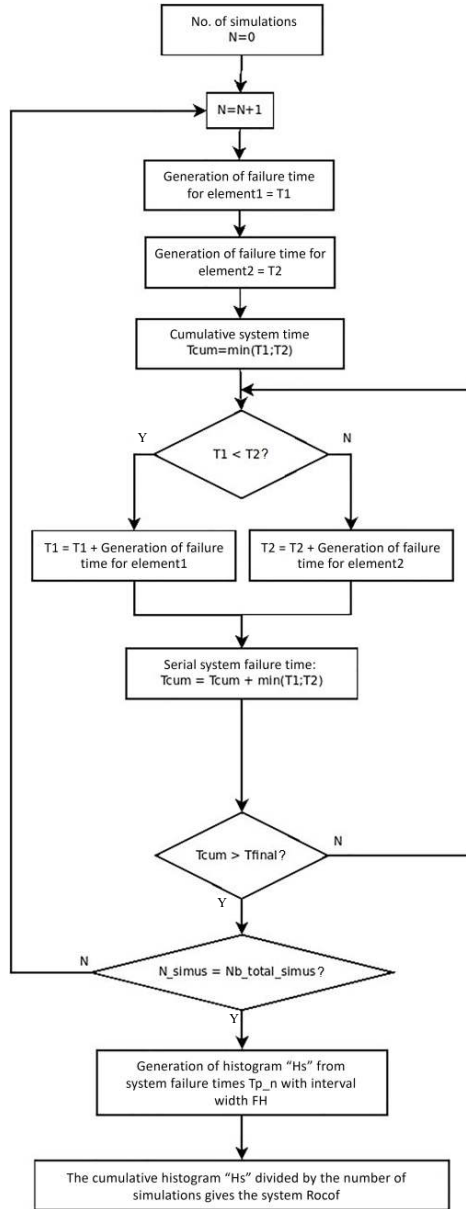 No. of simulations
N=0
N=N+1
Generation of failure time
for element1 = T1
Generation of failure time for
element2 = T2
Cumulative system time
Tcum=min(T1;T2)
Y
N
T1 < T2?
T1 = T1 + Generation of failure
time for element1
T2 = T2 + Generation of failure
time for element2
Serial system failure time:
Tcum = Tcum + min(T1;T2)
Tcum > Tfinal?
N
Y
N
N_simus = Nb_total_simus?
Y
Generation of histogram “Hs” from
system failure times Tp_n with interval
width FH
The cumulative histogram “Hs” divided by the number of
simulations gives the system Rocof